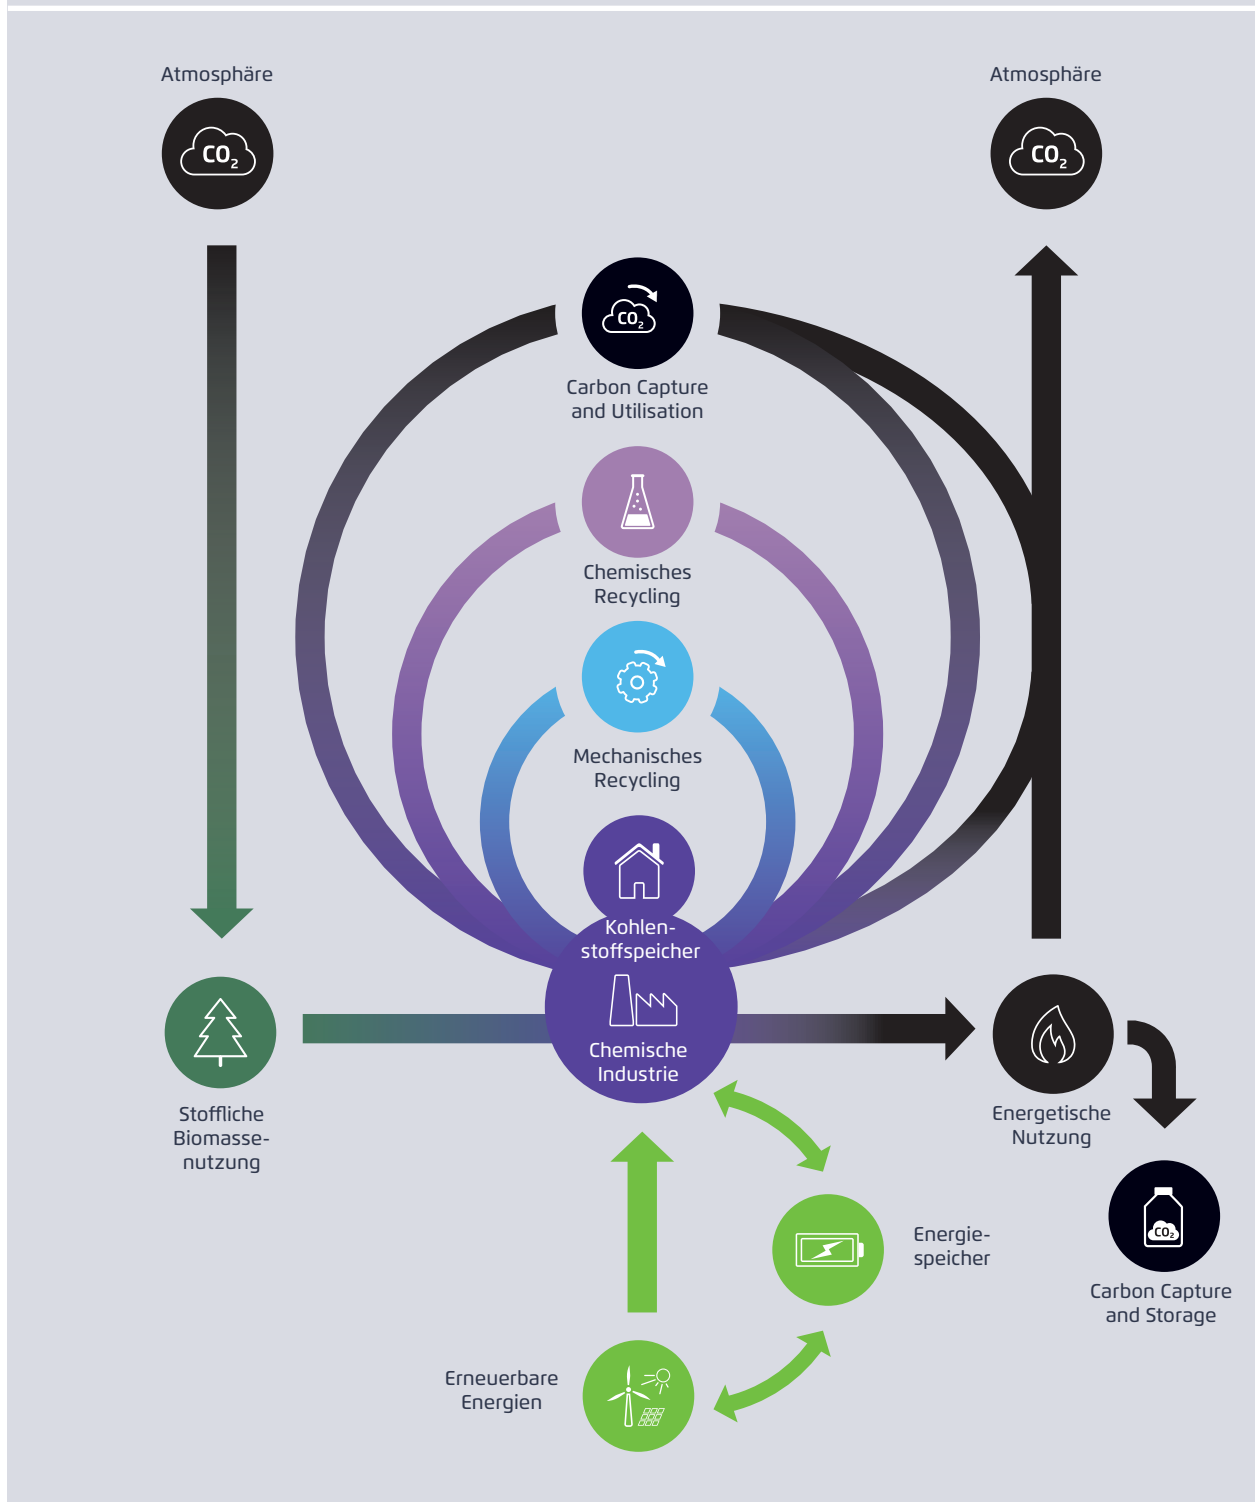 Atmosphäre
Atmosphäre
CO₂
CO₂
CO₂
Carbon Capture
and Utilisation
Chemisches
Recycling
Mechanisches
Recycling
Kohlen-
stoffspeicher
Chemische
Industrie
Stoffliche
Biomasse-
nutzung
Energetische
Nutzung
CO₂
Energie-
speicher
Carbon Capture
and Storage
Erneuerbare
Energien